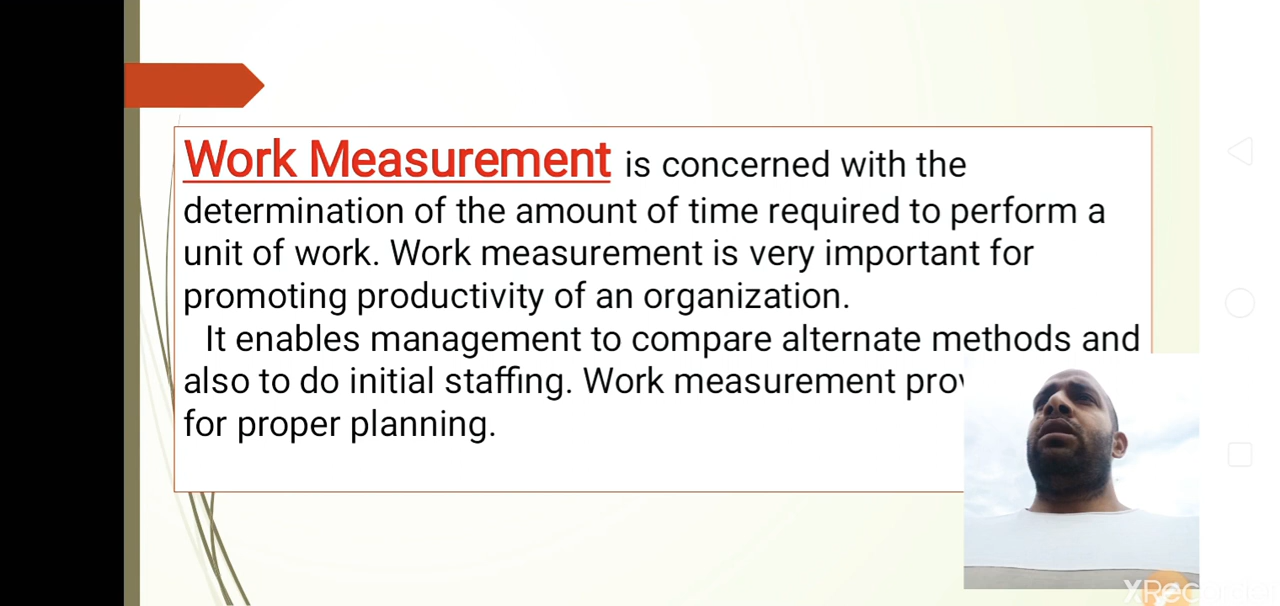 Work Measurement is concerned with the
determination of the amount of time required to perform a
unit of work. Work measurement is very important for
promoting productivity of an organization.
It enables management to compare alternate methods and
also to do initial staffing. Work measurement
for proper planning.
XRecorder